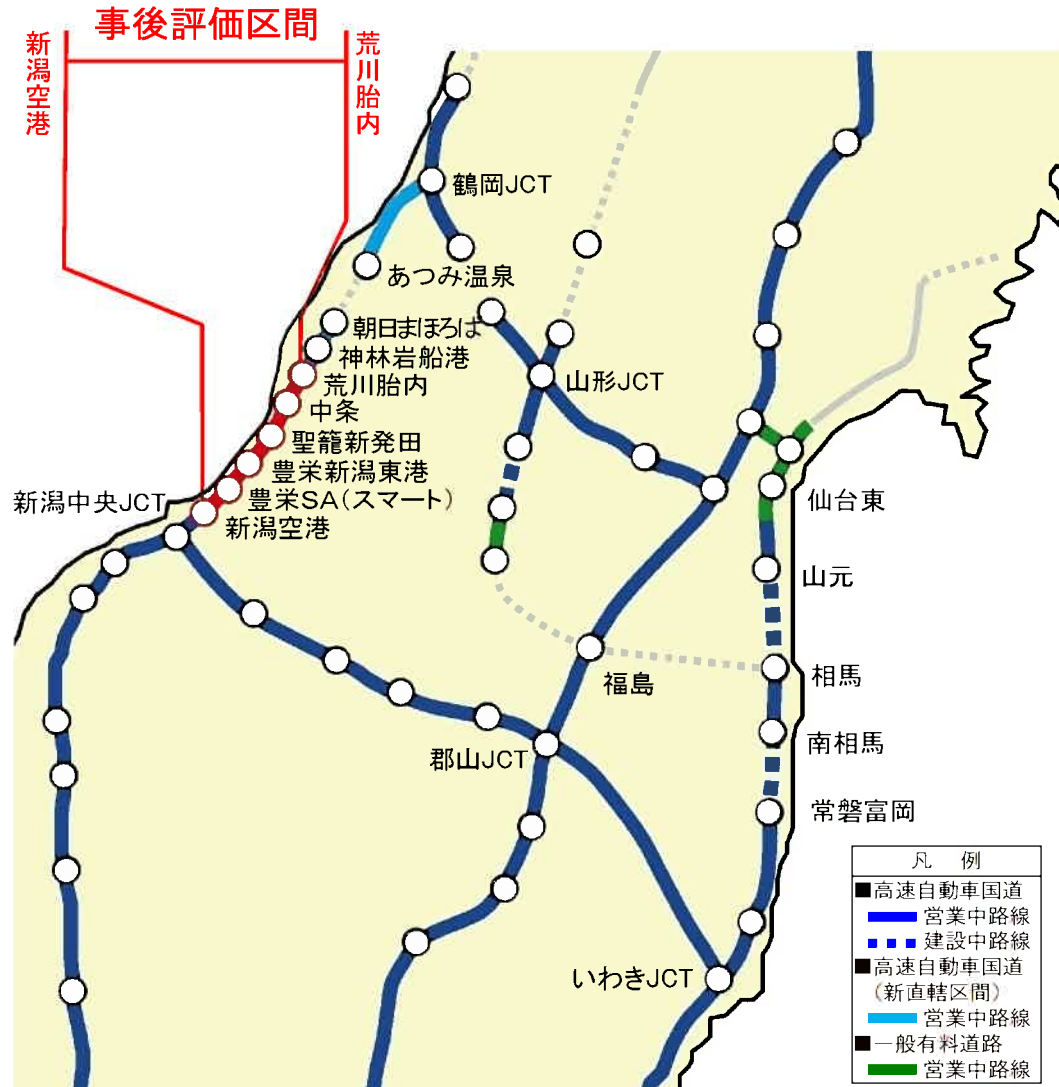 事後評価区間
新潟空港
荒川胎内
鶴岡JCT
あつみ温泉
朝日まほろば
神林岩船港
荒川胎内
中条
聖籠新発田
豊栄新潟東港
豊栄SA(スマート)
新潟空港
新潟中央JCT
山形JCT
仙台東
山元
相馬
南相馬
常磐富岡
福島
郡山JCT
いわきJCT
凡 例
■高速自動車国道
営業中路線
建設中路線
■高速自動車国道
(新直轄区間)
営業中路線
■一般有料道路
営業中路線